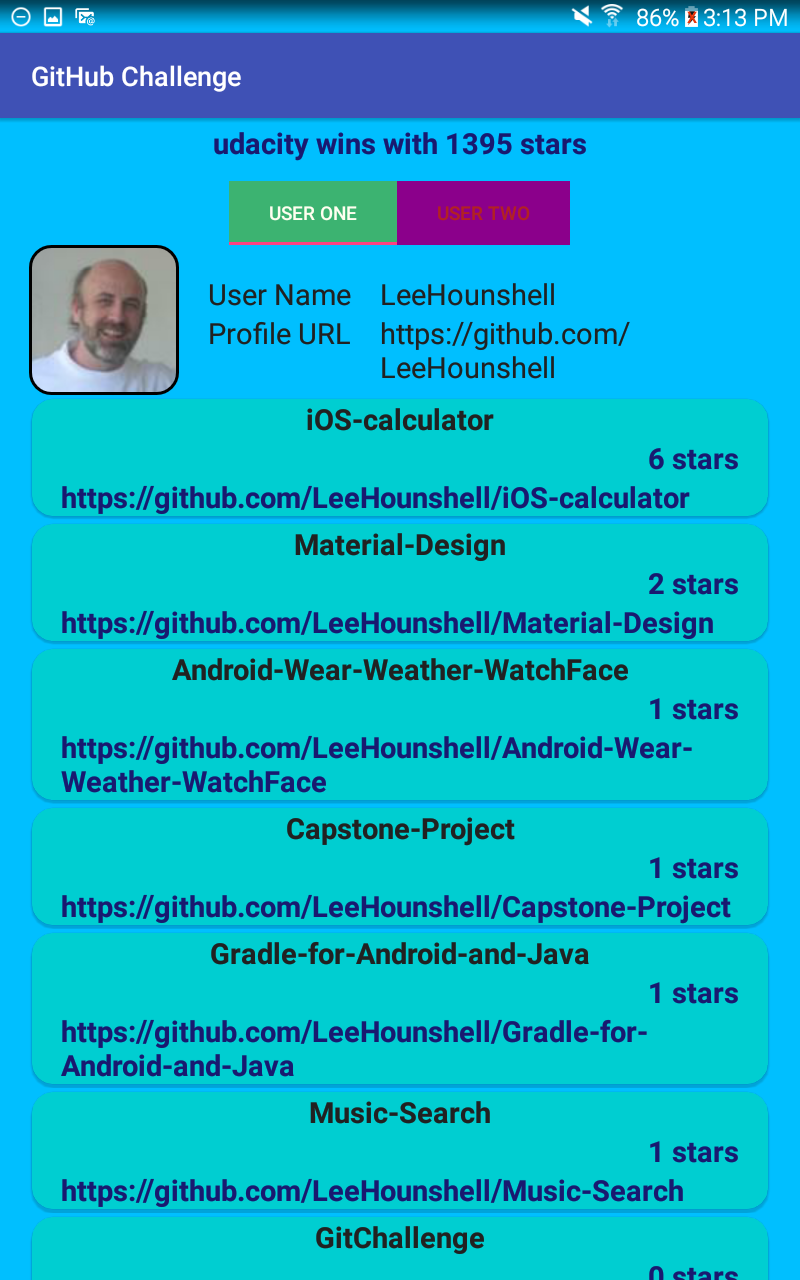 86% 3:13 PM
GitHub Challenge
udacity wins with 1395 stars
USER ONE USER TWO
User Name LeeHounshell
Profile URL https://github.com/
LeeHounshell
iOS-calculator
6 stars
https://github.com/LeeHounshell/iOS-calculator
Material-Design
2 stars
https://github.com/LeeHounshell/Material-Design
Android-Wear-Weather-WatchFace
1 stars
https://github.com/LeeHounshell/Android-Wear-
Weather-WatchFace
Capstone-Project
1 stars
https://github.com/LeeHounshell/Capstone-Project
Gradle-for-Android-and-Java
1 stars
https://github.com/LeeHounshell/Gradle-for-
Android-and-Java
Music-Search
1 stars
https://github.com/LeeHounshell/Music-Search
GitChallenge
0 stars